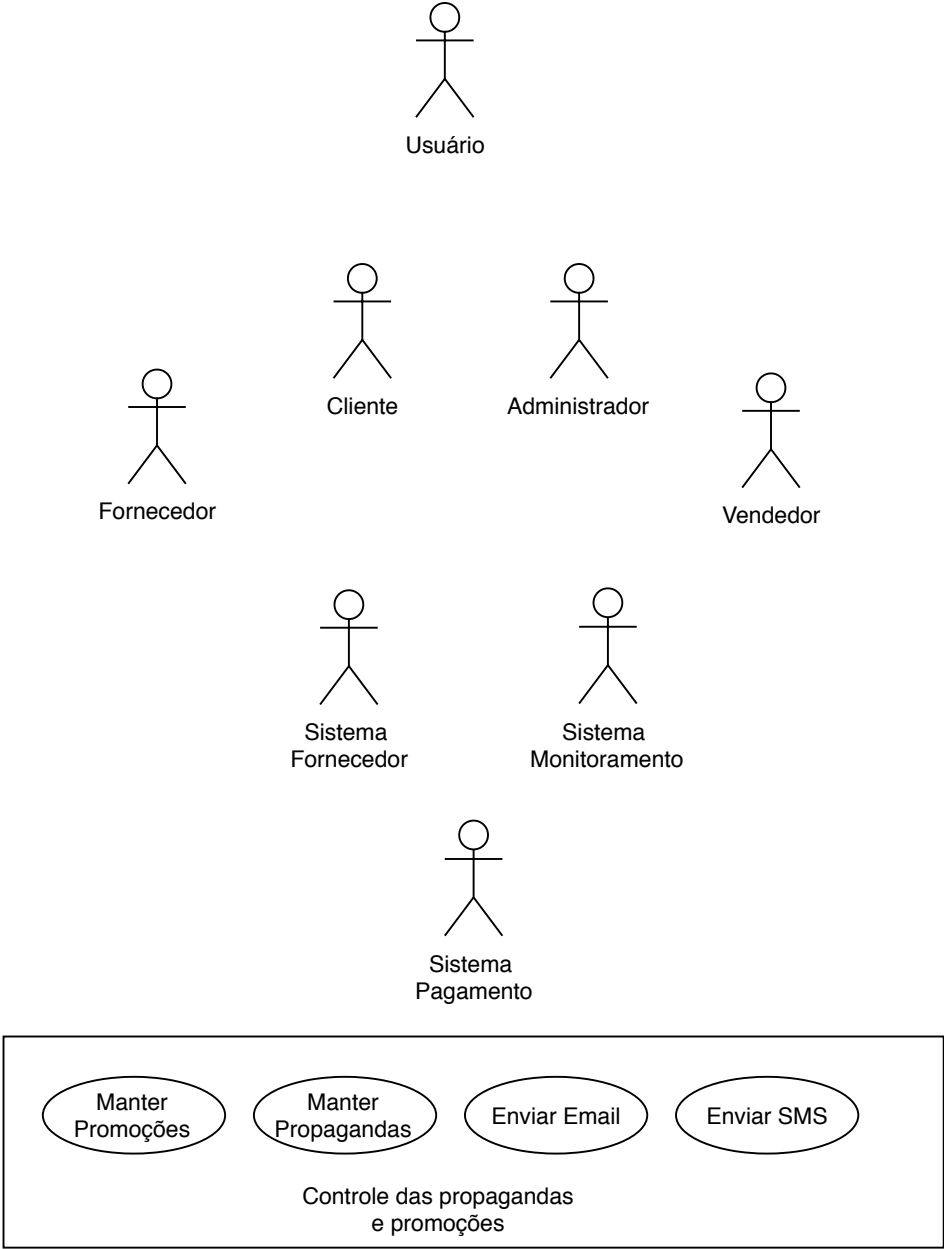 Usuário
Cliente
Administrador
Fornecedor
Vendedor
Sistema
Fornecedor
Sistema
Monitoramento
Sistema
Pagamento
Manter
Promoções
Manter
Propagandas
Enviar Email
Enviar SMS
Controle das propagandas
e promoções